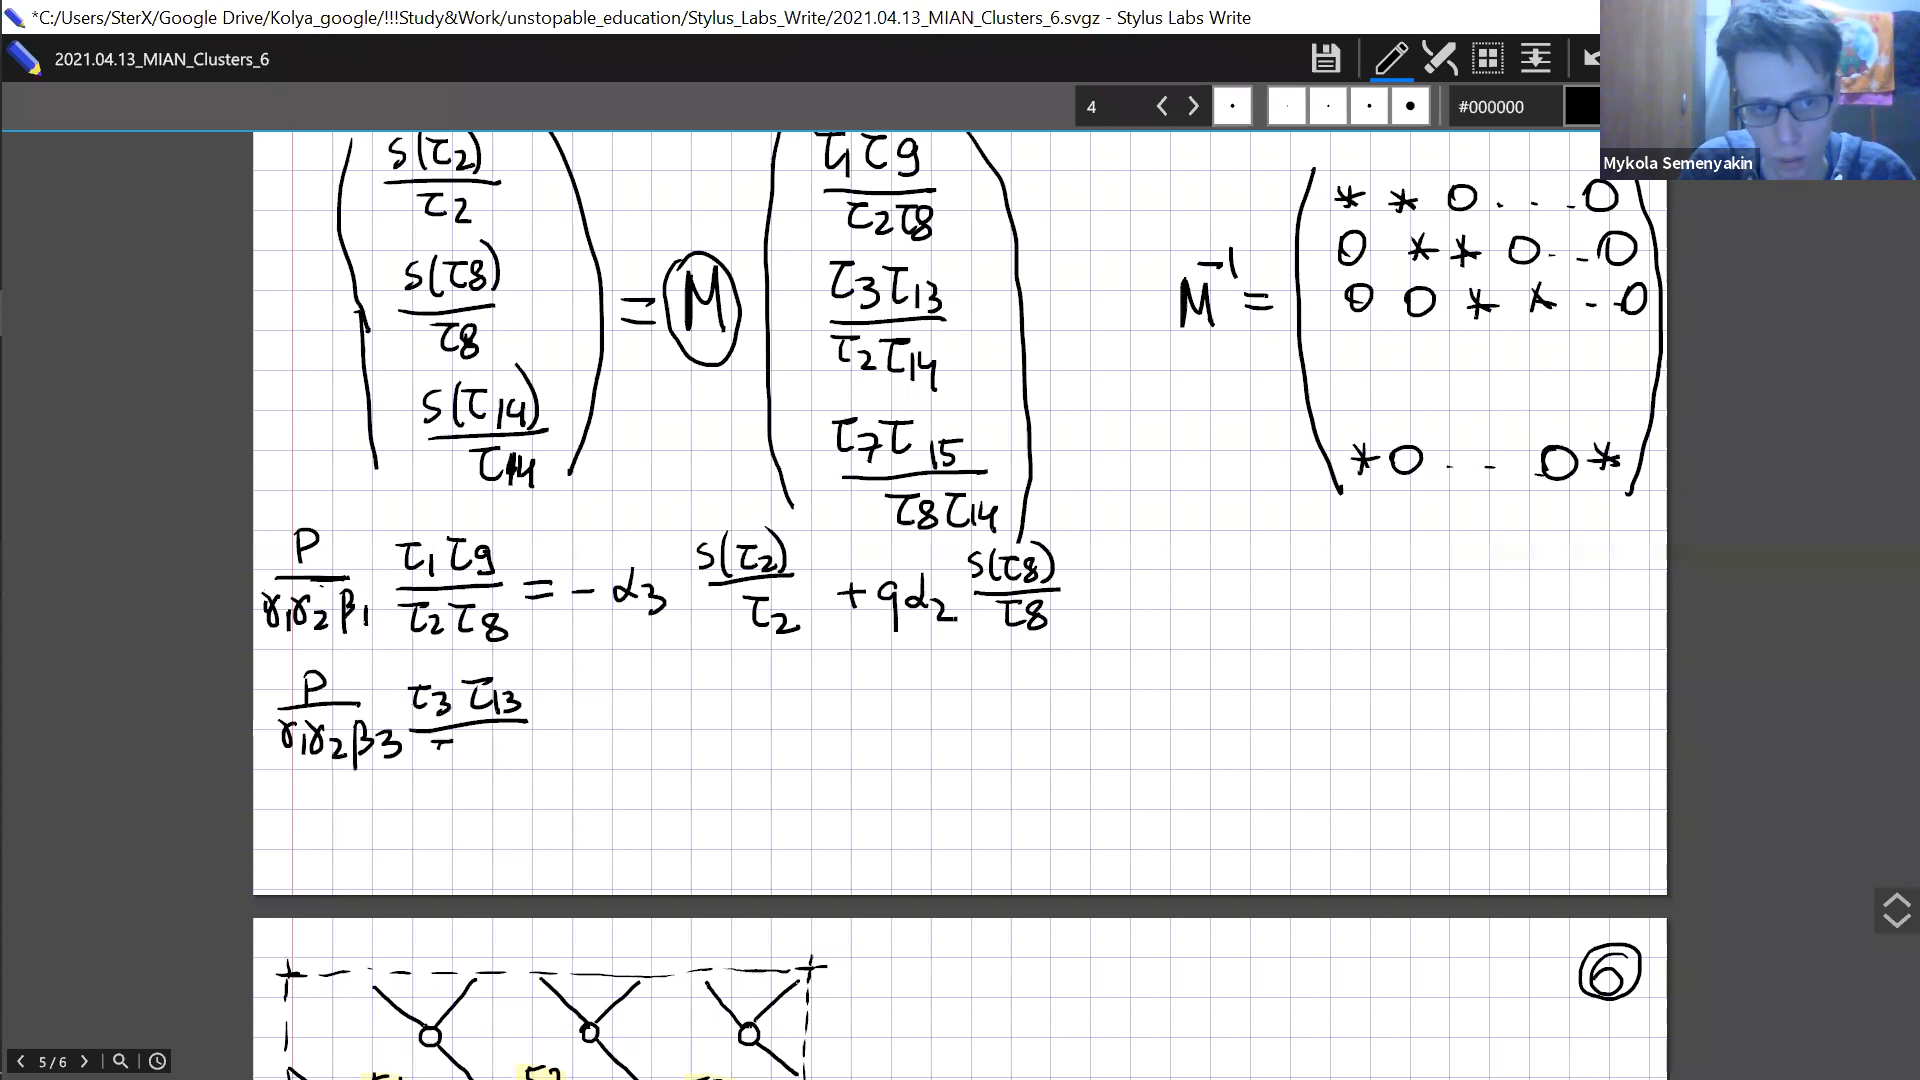 *C:/Users/SterX/Google Drive/Kolya_google/!!!Study&Work/unstopable_education/Stylus_Labs_Write/2021.04.13_MIAN_Clusters_6.svgz - Stylus Labs Write
2021.04.13_MIAN_Clusters_6
4
#000000
Mykola Semenyakin
s(τ2)/τ2
s(τ8)/τ8
s(τ14)/τ14
= M
τ1τ9/τ2τ8
τ3τ13/τ2τ14
τ7τ15/τ8τ14
M^-1 =
* * 0 . . . 0
0 * * 0 . . 0
0 0 * * . 0
* 0 . . 0 *
P/γ1γ2β1 τ1τ9/τ2τ8 = - α3 s(τ2)/τ2 + qα2 s(τ8)/τ8
P/γ1γ2β3 τ3τ13/
6
5/6